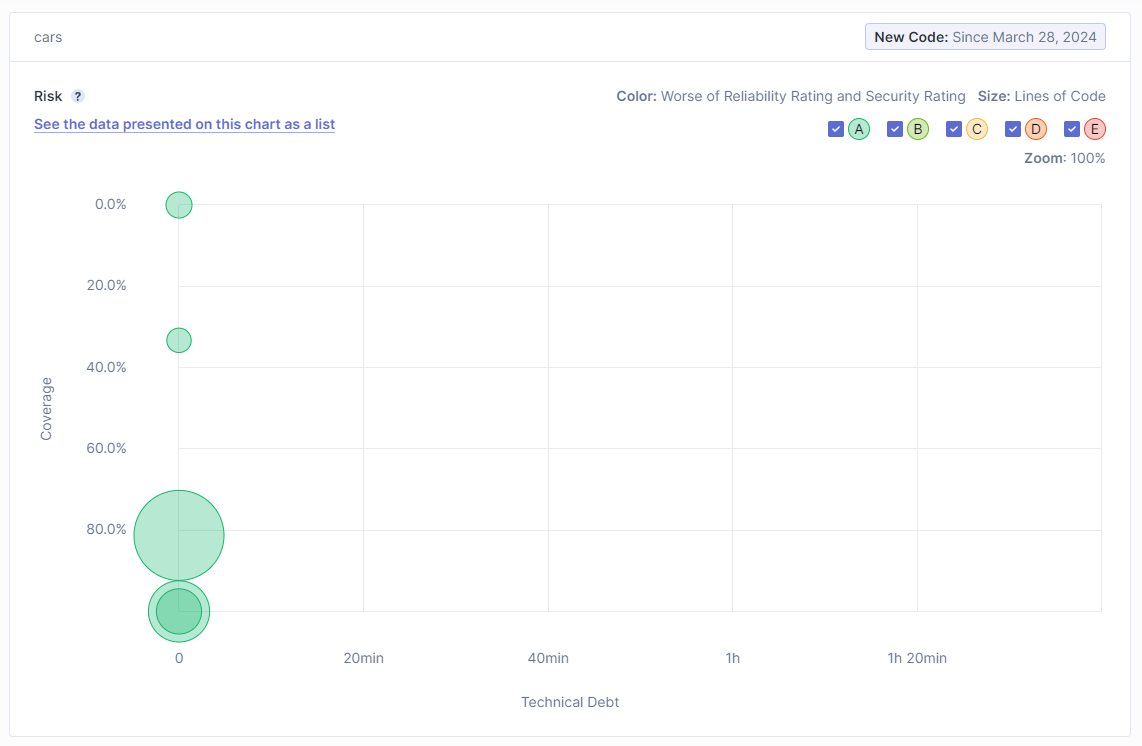 cars
New Code: Since March 28, 2024
Risk ?
Color: Worse of Reliability Rating and Security Rating Size: Lines of Code
See the data presented on this chart as a list
A B C D E
Zoom: 100%
0.0%
20.0%
40.0%
Coverage
60.0%
80.0%
0 20min 40min 1h 1h 20min
Technical Debt